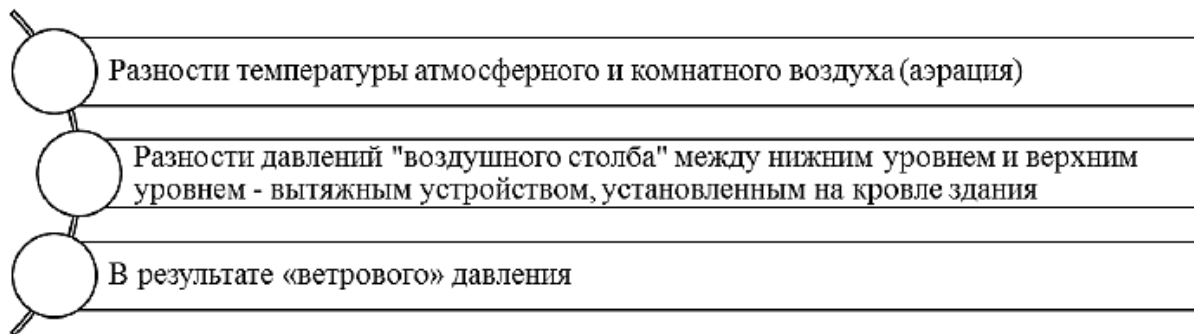 Разности температуры атмосферного и комнатного воздуха (аэрация)
Разности давлений "воздушного столба" между нижним уровнем и верхним
уровнем - вытяжным устройством, установленным на кровле здания
В результате «ветрового» давления